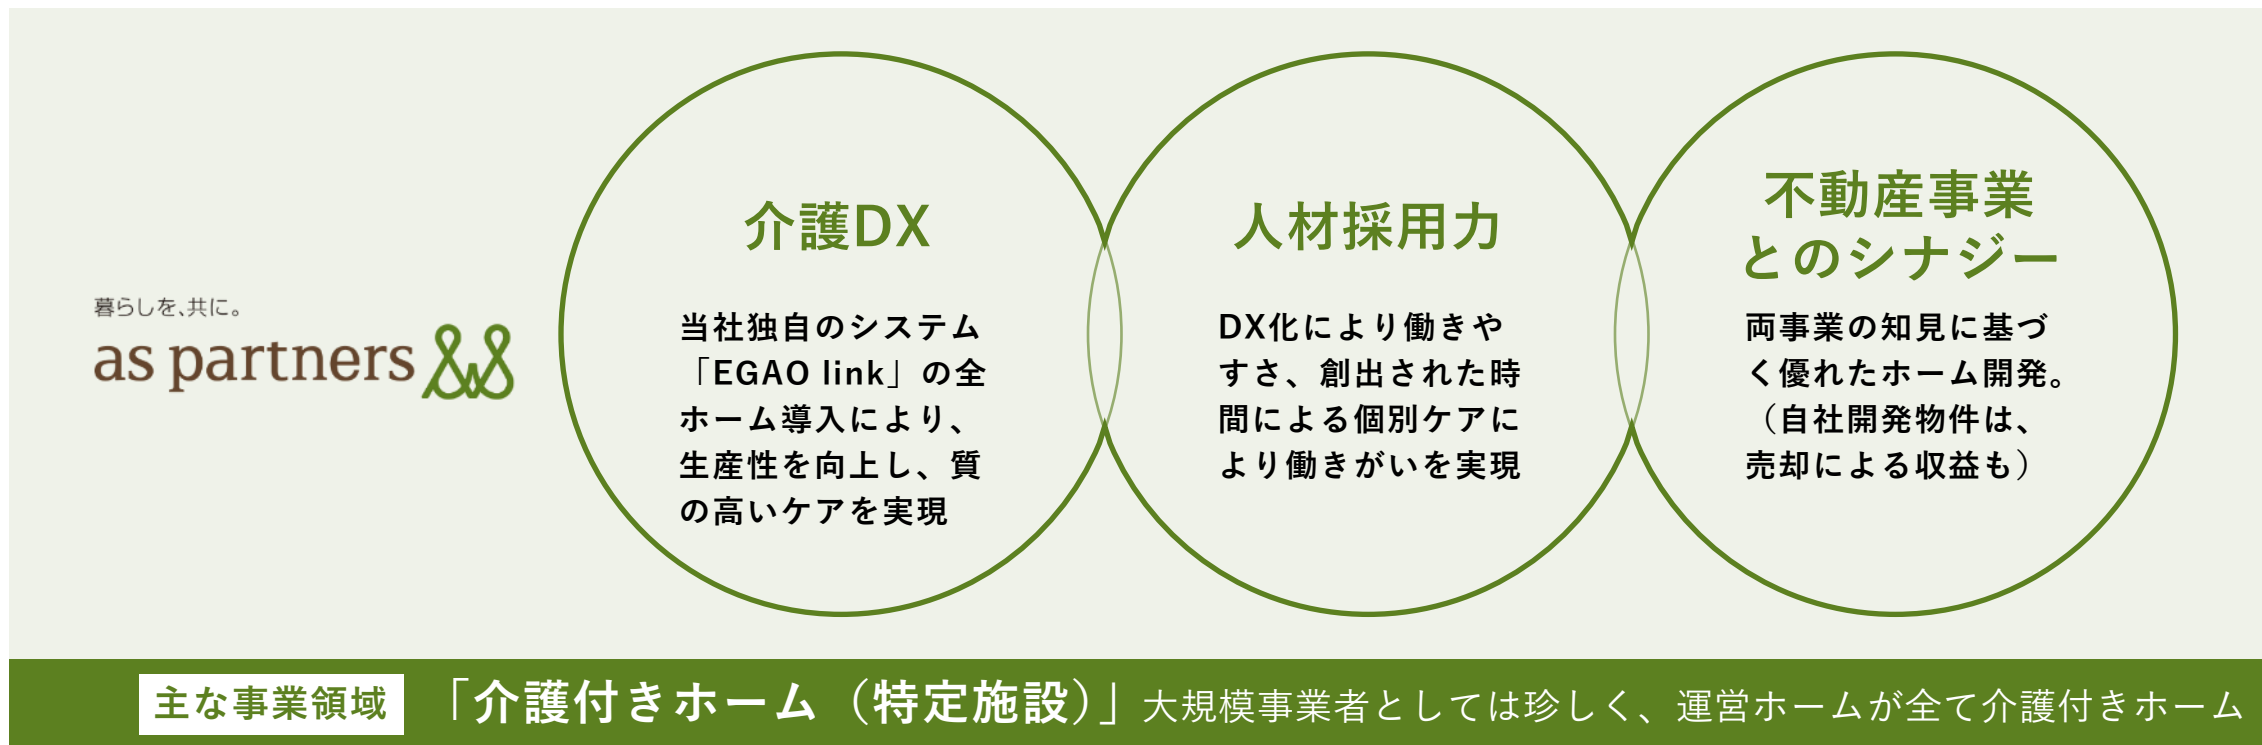 暮らしを、共に。
as partners
介護DX
当社独自のシステム
「EGAO link」の全
ホーム導入により、
生産性を向上し、質
の高いケアを実現
人材採用力
DX化により働きや
すさ、創出された時
間による個別ケアに
より働きがいを実現
不動産事業
とのシナジー
両事業の知見に基づ
く優れたホーム開発。
（自社開発物件は、
売却による収益も）
主な事業領域 「介護付きホーム（特定施設）」大規模事業者としては珍しく、運営ホームが全て介護付きホーム